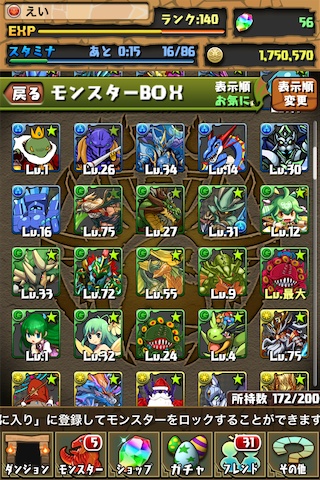 えい
ランク:140
56
EXP
スタミナ
あと 0:15
16/86
1,750,570
戻る
モンスターBOX
表示順
お気に
表示順
変更
Lv.1
Lv.26
Lv.34
Lv.14
Lv.30
Lv.16
Lv.75
Lv.32
Lv.31
Lv.12
Lv.33
Lv.72
Lv.55
Lv.9
Lv.最大
Lv.35
Lv.32
Lv.24
Lv.4
Lv.75
所持数 172/200
に入り」に登録してモンスターをロックすることができます
5
31
ダンジョン
モンスター
ショップ
ガチャ
フレンド
その他